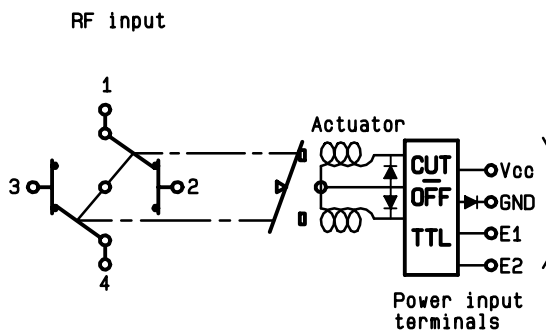 RF input
1
Actuator
3
2
4
CUT
OFF
TTL
Vcc
GND
E1
E2
Power input
terminals